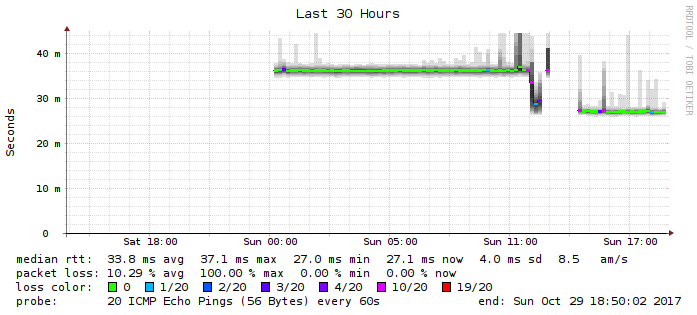 Last 30 Hours
RRDTOOL / TOBI OETIKER
Seconds
40 m
30 m
20 m
10 m
0
Sat 18:00 Sun 00:00 Sun 05:00 Sun 11:00 Sun 17:00
median rtt: 33.8 ms avg 37.1 ms max 27.0 ms min 27.1 ms now 4.0 ms sd 8.5 am/s
packet loss: 10.29 % avg 100.00 % max 0.00 % min 0.00 % now
loss color: 0 1/20 2/20 3/20 4/20 10/20 19/20
probe: 20 ICMP Echo Pings (56 Bytes) every 60s end: Sun Oct 29 18:50:02 2017